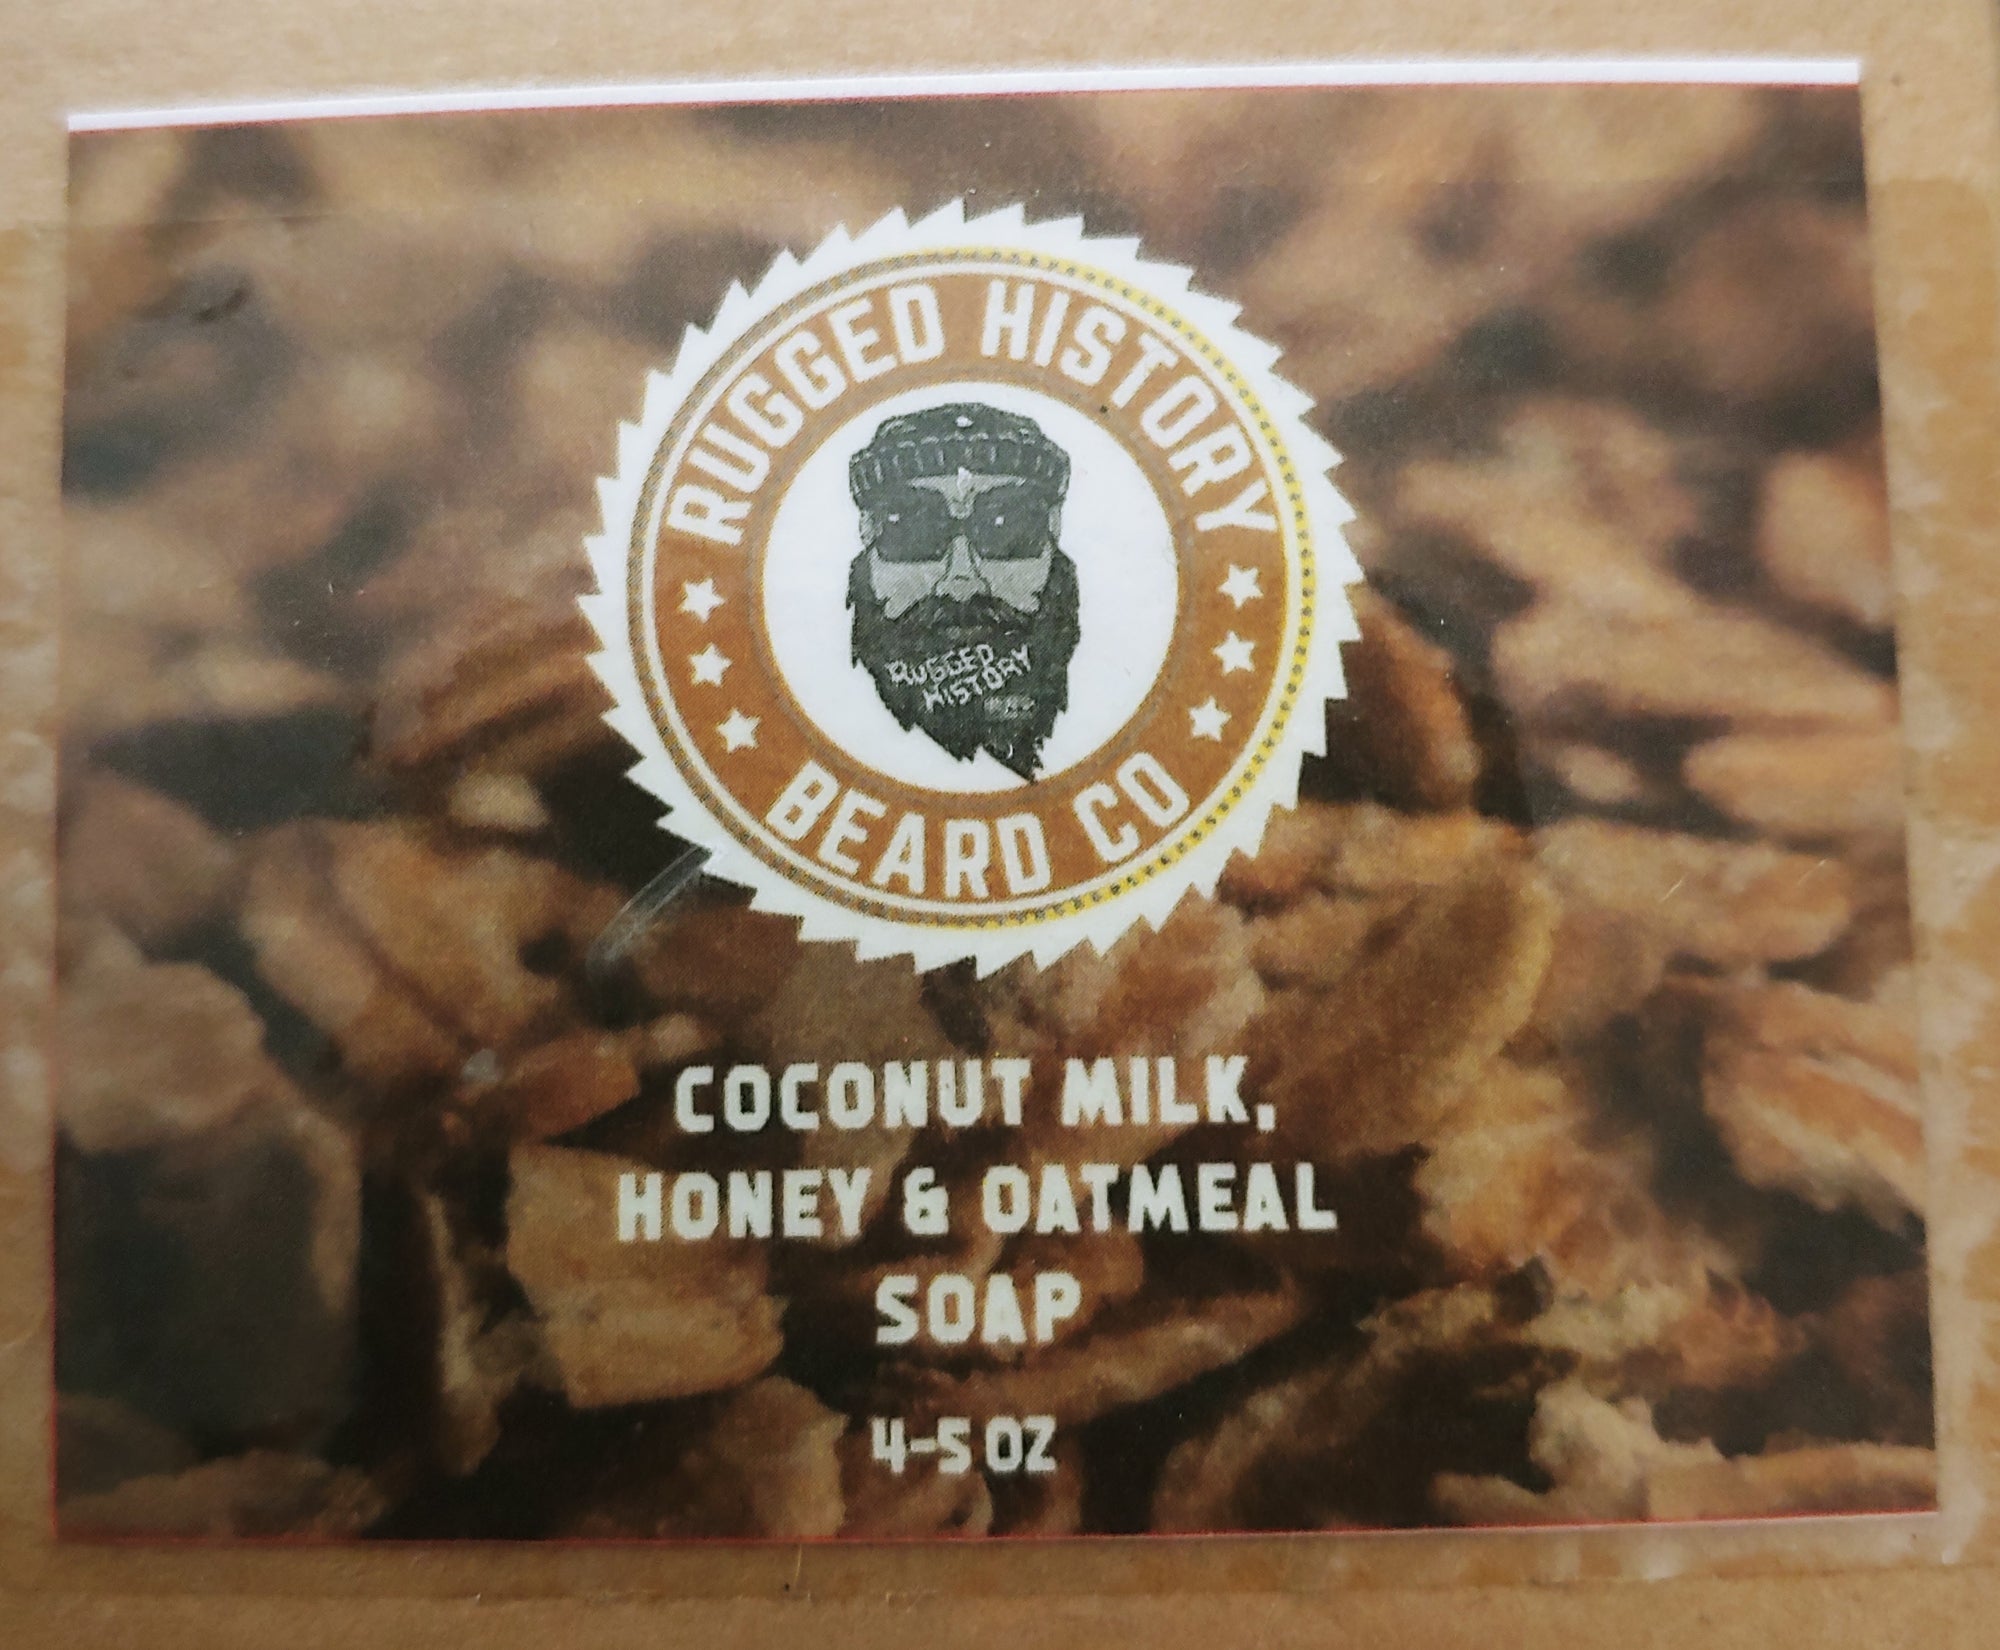 RUGGED HISTORY
RUGGED
HISTORY
BEARD CO
COCONUT MILK,
HONEY & OATMEAL
SOAP
4-5 OZ